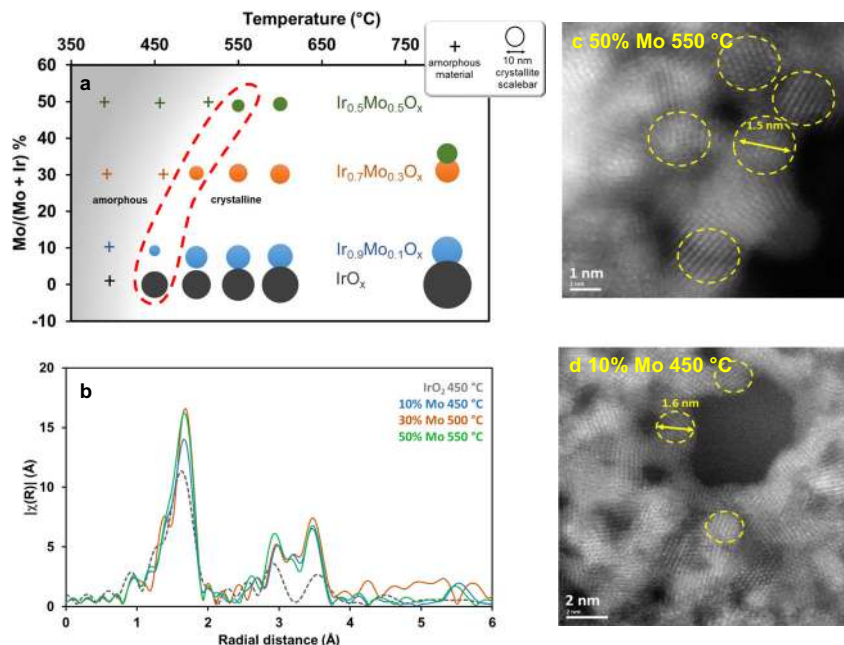 Temperature (°C)
350 450 550 650 750
Mo/(Mo + Ir) %
60
50
40
30
20
10
0
-10
a
amorphous
material
10 nm
crystallite
scalebar
Ir0.5Mo0.5Ox
Ir0.7Mo0.3Ox
amorphous crystalline
Ir0.9Mo0.1Ox
IrOx
b
IrO2 450 °C
10% Mo 450 °C
30% Mo 500 °C
50% Mo 550 °C
|χ(R)| (Å)
20
15
10
5
0
0 1 2 3 4 5 6
Radial distance (Å)
c 50% Mo 550 °C
1.5 nm
1 nm
d 10% Mo 450 °C
1.6 nm
2 nm